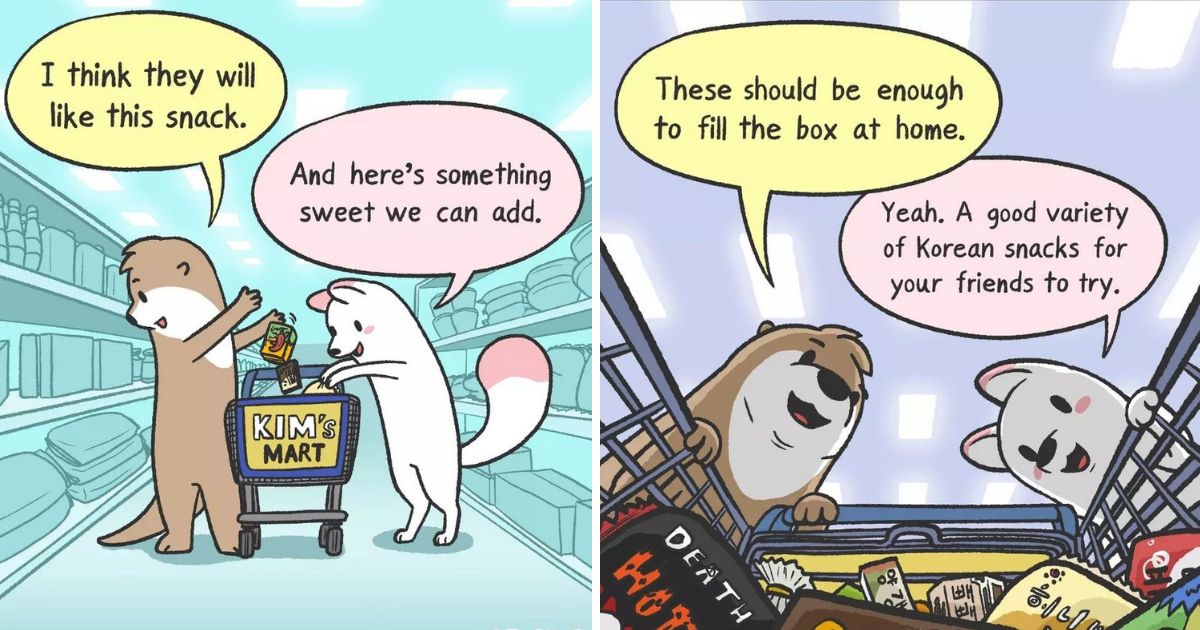 I think they will
like this snack.
And here's something
sweet we can add.
KIM's
MART
These should be enough
to fill the box at home.
Yeah. A good variety
of Korean snacks for
your friends to try.
DEATH